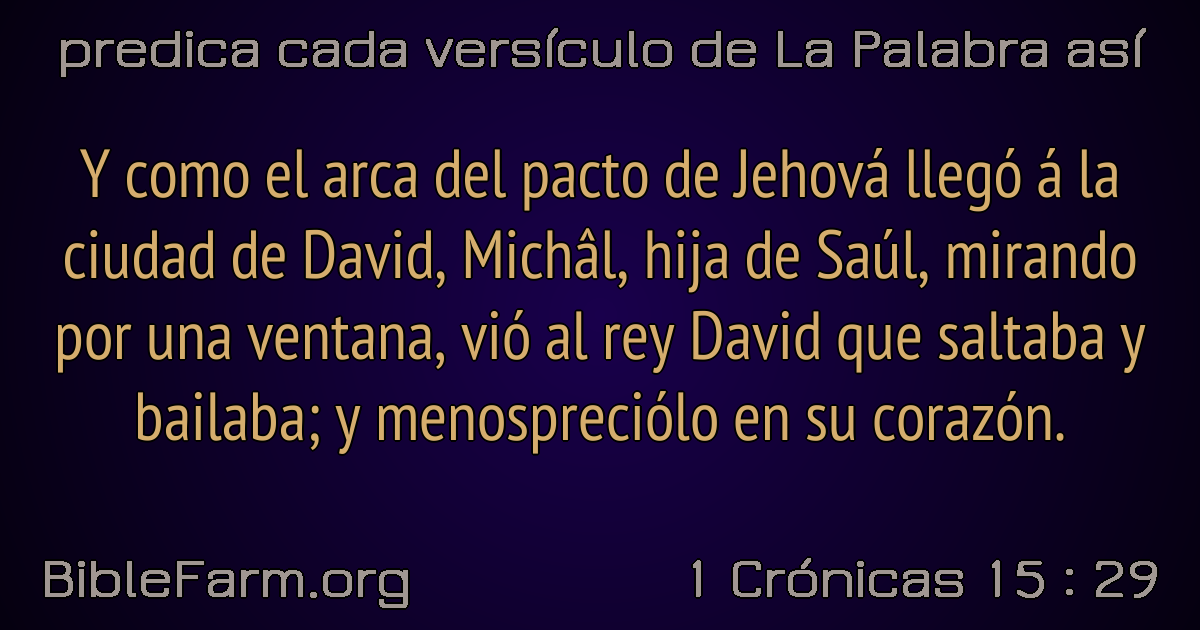 predica cada versículo de La Palabra así
Y como el arca del pacto de Jehová llegó á la
ciudad de David, Michâl, hija de Saúl, mirando
por una ventana, vió al rey David que saltaba y
bailaba; y menospreciólo en su corazón.
BibleFarm.org
1 Crónicas 15 : 29